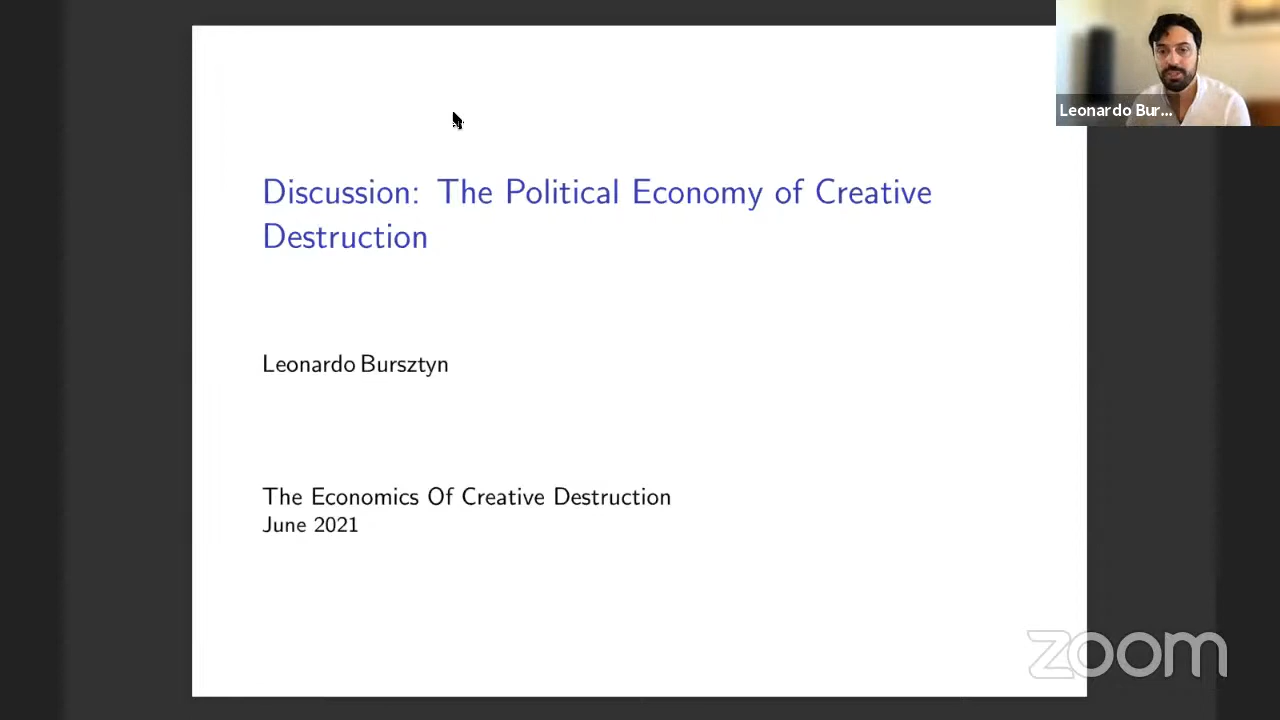 Leonardo Bur...
Discussion: The Political Economy of Creative
Destruction
Leonardo Bursztyn
The Economics Of Creative Destruction
June 2021
zoom